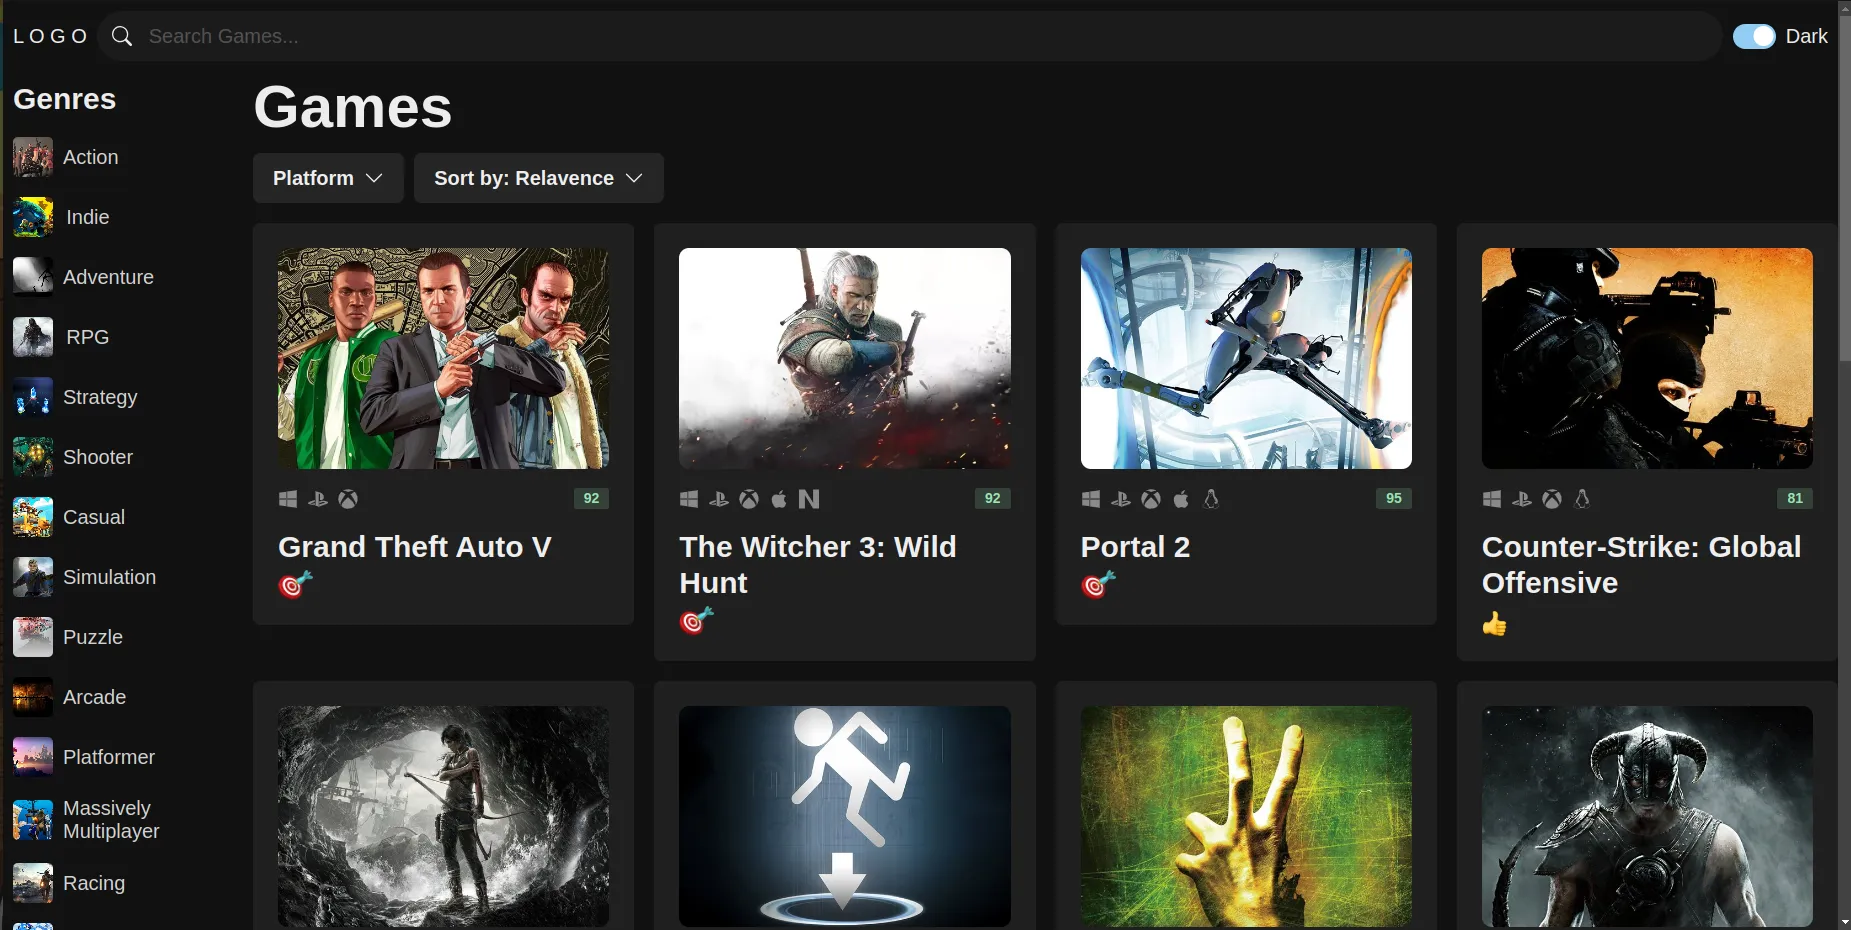 LOGO
Search Games...
Dark
Genres
Action
Indie
Adventure
RPG
Strategy
Shooter
Casual
Simulation
Puzzle
Arcade
Platformer
Massively
Multiplayer
Racing
Games
Platform
Sort by: Relavence
92
Grand Theft Auto V
92
The Witcher 3: Wild
Hunt
95
Portal 2
81
Counter-Strike: Global
Offensive